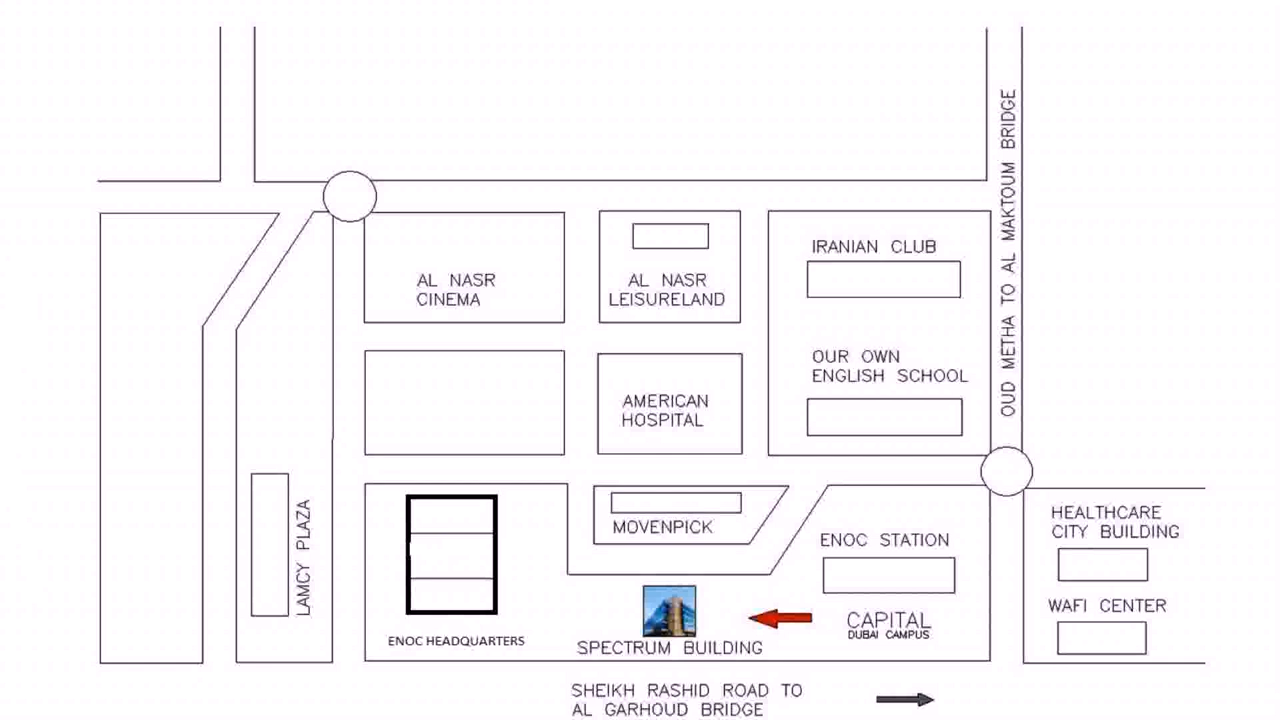 OUD METHA TO AL MAKTOUM BRIDGE
IRANIAN CLUB
AL NASR
CINEMA
AL NASR
LEISURELAND
OUR OWN
ENGLISH SCHOOL
AMERICAN
HOSPITAL
LAMCY PLAZA
MOVENPICK
ENOC STATION
HEALTHCARE
CITY BUILDING
WAFI CENTER
CAPITAL
DUBAI CAMPUS
ENOC HEADQUARTERS
SPECTRUM BUILDING
SHEIKH RASHID ROAD TO
AL GARHOUD BRIDGE